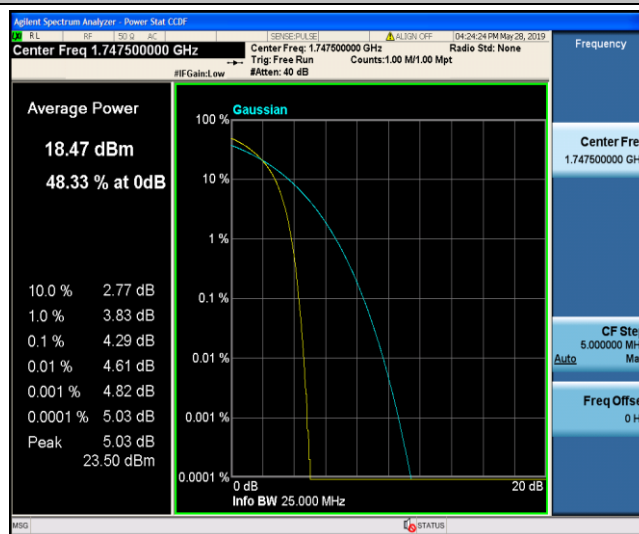 Agilent Spectrum Analyzer - Power Stat CCDF
RL RF 50 Ω AC SENSE:PULSE ALIGN OFF 04:24:24 PM May 28, 2019
Center Freq 1.747500000 GHz
Center Freq: 1.747500000 GHz Radio Std: None
Trig: Free Run Counts:1.00 M/1.00 Mpt
#IFGain:Low #Atten: 40 dB
Frequency
Average Power
18.47 dBm
48.33 % at 0dB
10.0 % 2.77 dB
1.0 % 3.83 dB
0.1 % 4.29 dB
0.01 % 4.61 dB
0.001 % 4.82 dB
0.0001 % 5.03 dB
Peak 5.03 dB
23.50 dBm
Gaussian
100 %
10 %
1 %
0.1 %
0.01 %
0.001 %
0.0001 %
0 dB 20 dB
Info BW 25.000 MHz
Center Fre
1.747500000 GH
CF Ste
5.000000 MH
Auto Ma
Freq Offse
0 H
MSG STATUS